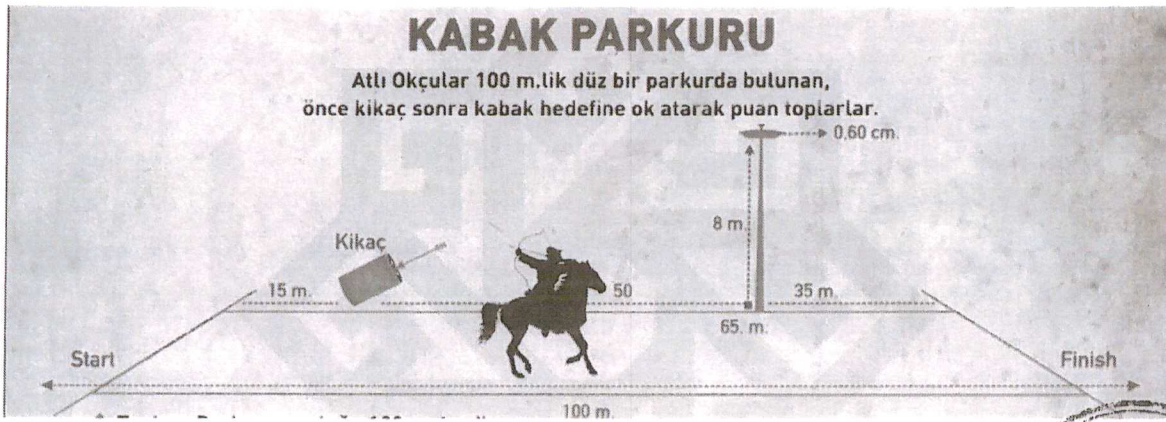 KABAK PARKURU
Atlı Okçular 100 m.lik düz bir parkurda bulunan,
önce kikaç sonra kabak hedefine ok atarak puan toplarlar.
0,60 cm.
8 m.
Kikaç
15 m.
50
35 m.
65. m.
Start
Finish
100 m.